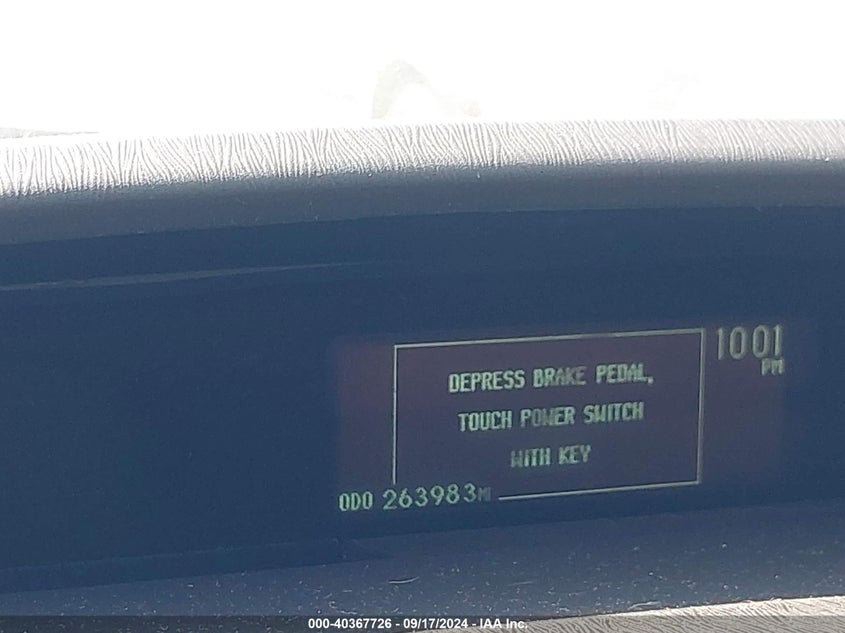 1001
PM
DEPRESS BRAKE PEDAL,
TOUCH POWER SWITCH
WITH KEY
ODO 263983MI
000-40367726 - 09/17/2024 - IAA Inc.